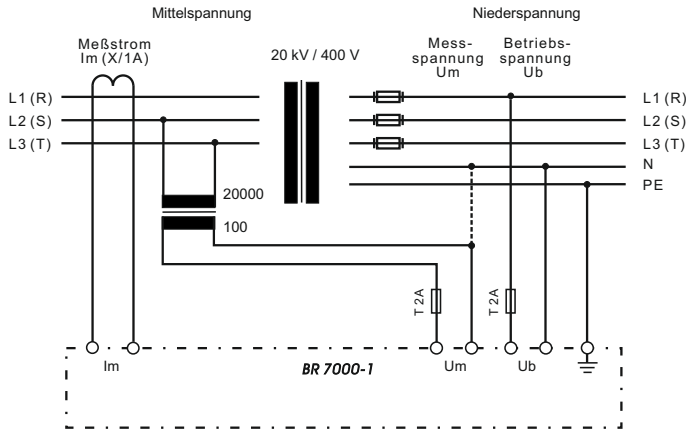 Mittelspannung
Niederspannung
Meßstrom
Im (X/1A)
20 kV / 400 V
Mess-
spannung
Um
Betriebs-
spannung
Ub
L1 (R)
L2 (S)
L3 (T)
L1 (R)
L2 (S)
L3 (T)
N
PE
20000
100
T 2A
T 2A
Im
BR 7000-1
Um
Ub